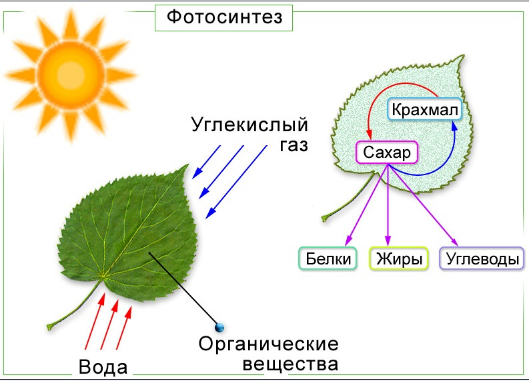 Фотосинтез
Углекислый
газ
Крахмал
Сахар
Белки
Жиры
Углеводы
Органические
вещества
Вода